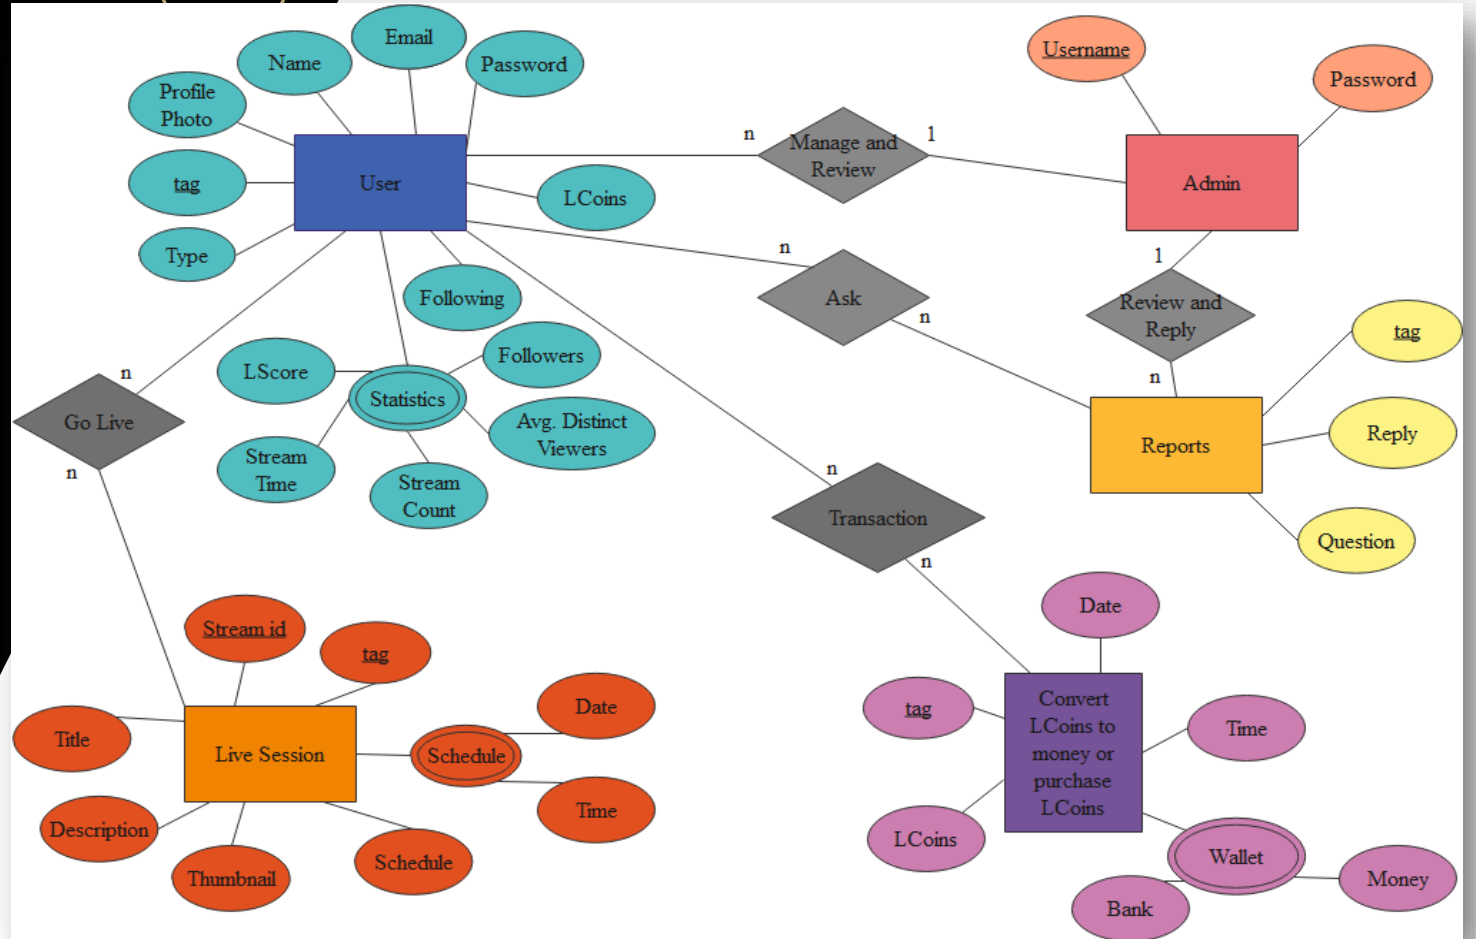 Email
Name
Password
Profile
Photo
tag
Type
User
LCoins
Following
n
Manage and
Review
1
Username
Password
Admin
n
Ask
n
1
Review and
Reply
n
tag
Reply
Question
Reports
LScore
Followers
Statistics
Avg. Distinct
Viewers
Stream
Time
Stream
Count
n
Go Live
n
n
Transaction
n
Stream id
tag
Title
Live Session
Schedule
Date
Time
Description
Thumbnail
Schedule
Date
tag
Convert
LCoins to
money or
purchase
LCoins
Time
LCoins
Wallet
Bank
Money